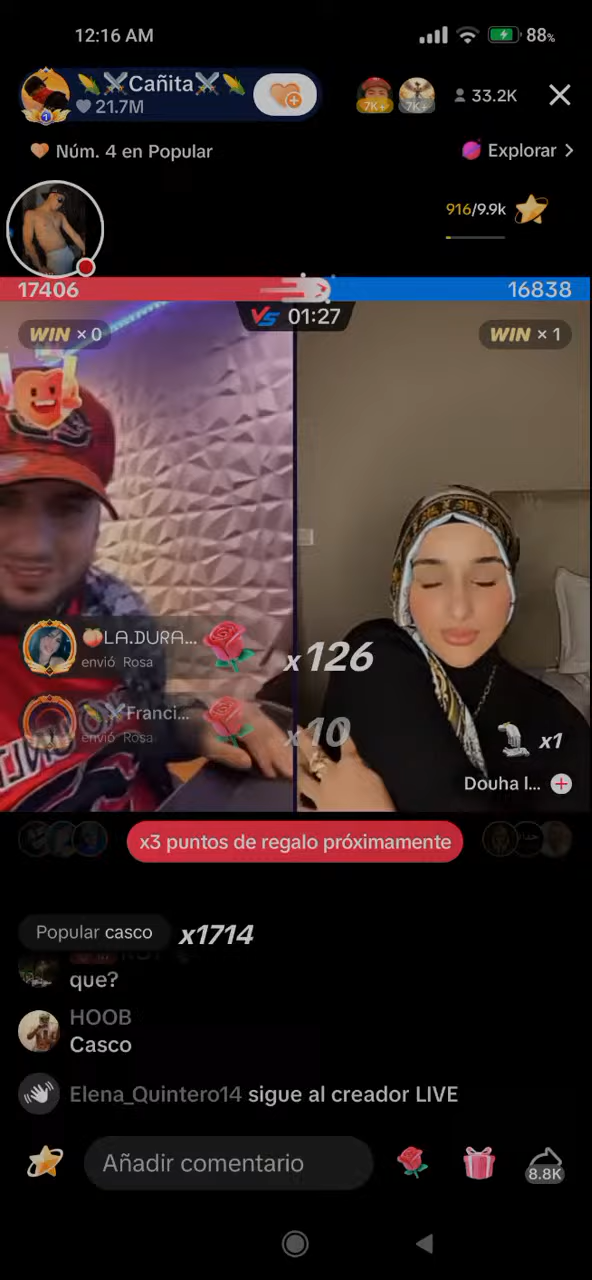 12:16 AM
88%
🌽⚔️Cañita⚔️🌽
21.7M
7K+
7K+
33.2K
Núm. 4 en Popular
Explorar
916/9.9k
17406
16838
VS 01:27
WIN × 0
WIN × 1
🍑LA.DURA...
envió Rosa
x126
🌽⚔️Franci...
envió Rosa
x10
x1
Douha l...
x3 puntos de regalo próximamente
Popular casco
x1714
que?
HOOB
Casco
Elena_Quintero14 sigue al creador LIVE
Añadir comentario
8.8K